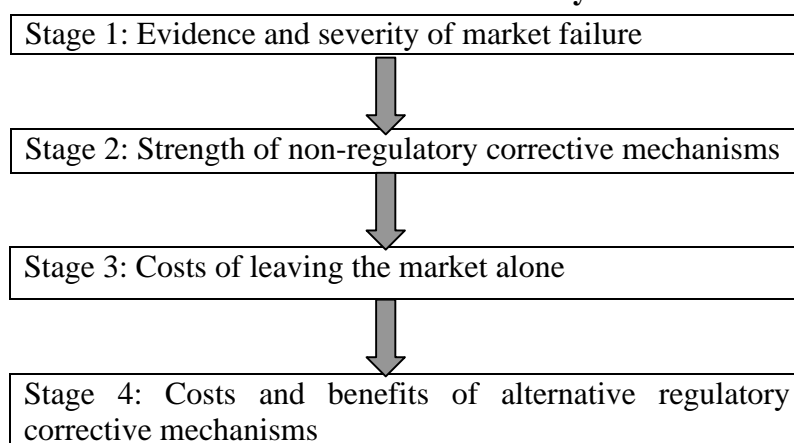 Stage 1: Evidence and severity of market failure
Stage 2: Strength of non-regulatory corrective mechanisms
Stage 3: Costs of leaving the market alone
Stage 4: Costs and benefits of alternative regulatory
corrective mechanisms